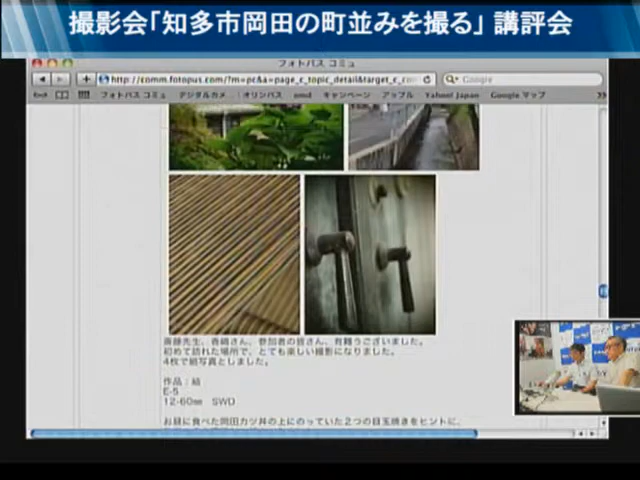 撮影会「知多市岡田の町並みを撮る」 講評会
フォトパス コミュ
http://comm.fotopus.com/?m=pc&a=page_c_topic_detail&target_c_com
Google
フォトパス コミュ デジタルカメ オリンパス omd キャンペーン アップル Yahoo! Japan Google マップ
斎藤先生、香嶋さん、参加者の皆さん、有難うございました。
初めて訪れた場所で、とても楽しい撮影になりました。
4枚で組写真としました。
作品：結
E-5
12-60㎜ SWD
お昼に食べた岡田カツ丼の上にのっていた２つの目玉焼きをヒントに、